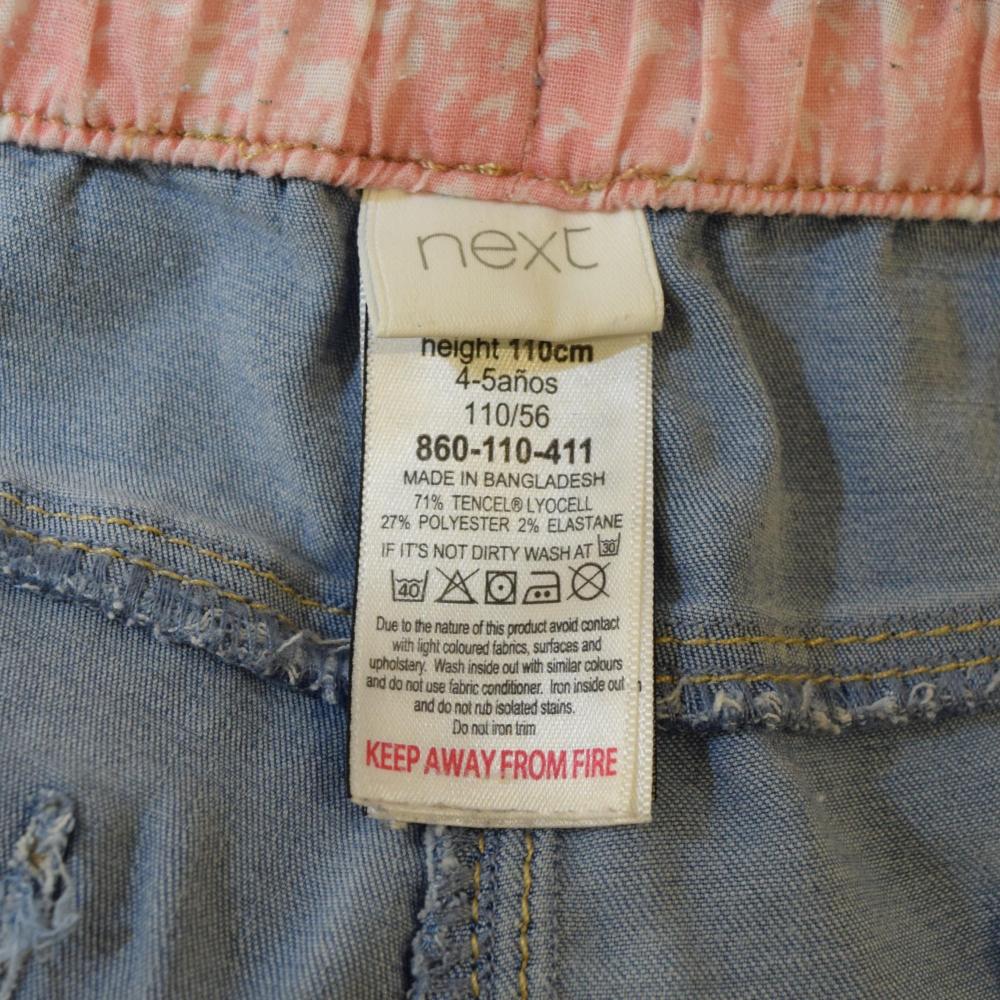 next
height 110cm
4-5años
110/56
860-110-411
MADE IN BANGLADESH
71% TENCEL® LYOCELL
27% POLYESTER 2% ELASTANE
IF IT'S NOT DIRTY WASH AT 30
40
Due to the nature of this product avoid contact
with light coloured fabrics, surfaces and
upholstery. Wash inside out with similar colours
and do not use fabric conditioner. Iron inside out
and do not rub isolated stains.
Do not iron trim
KEEP AWAY FROM FIRE